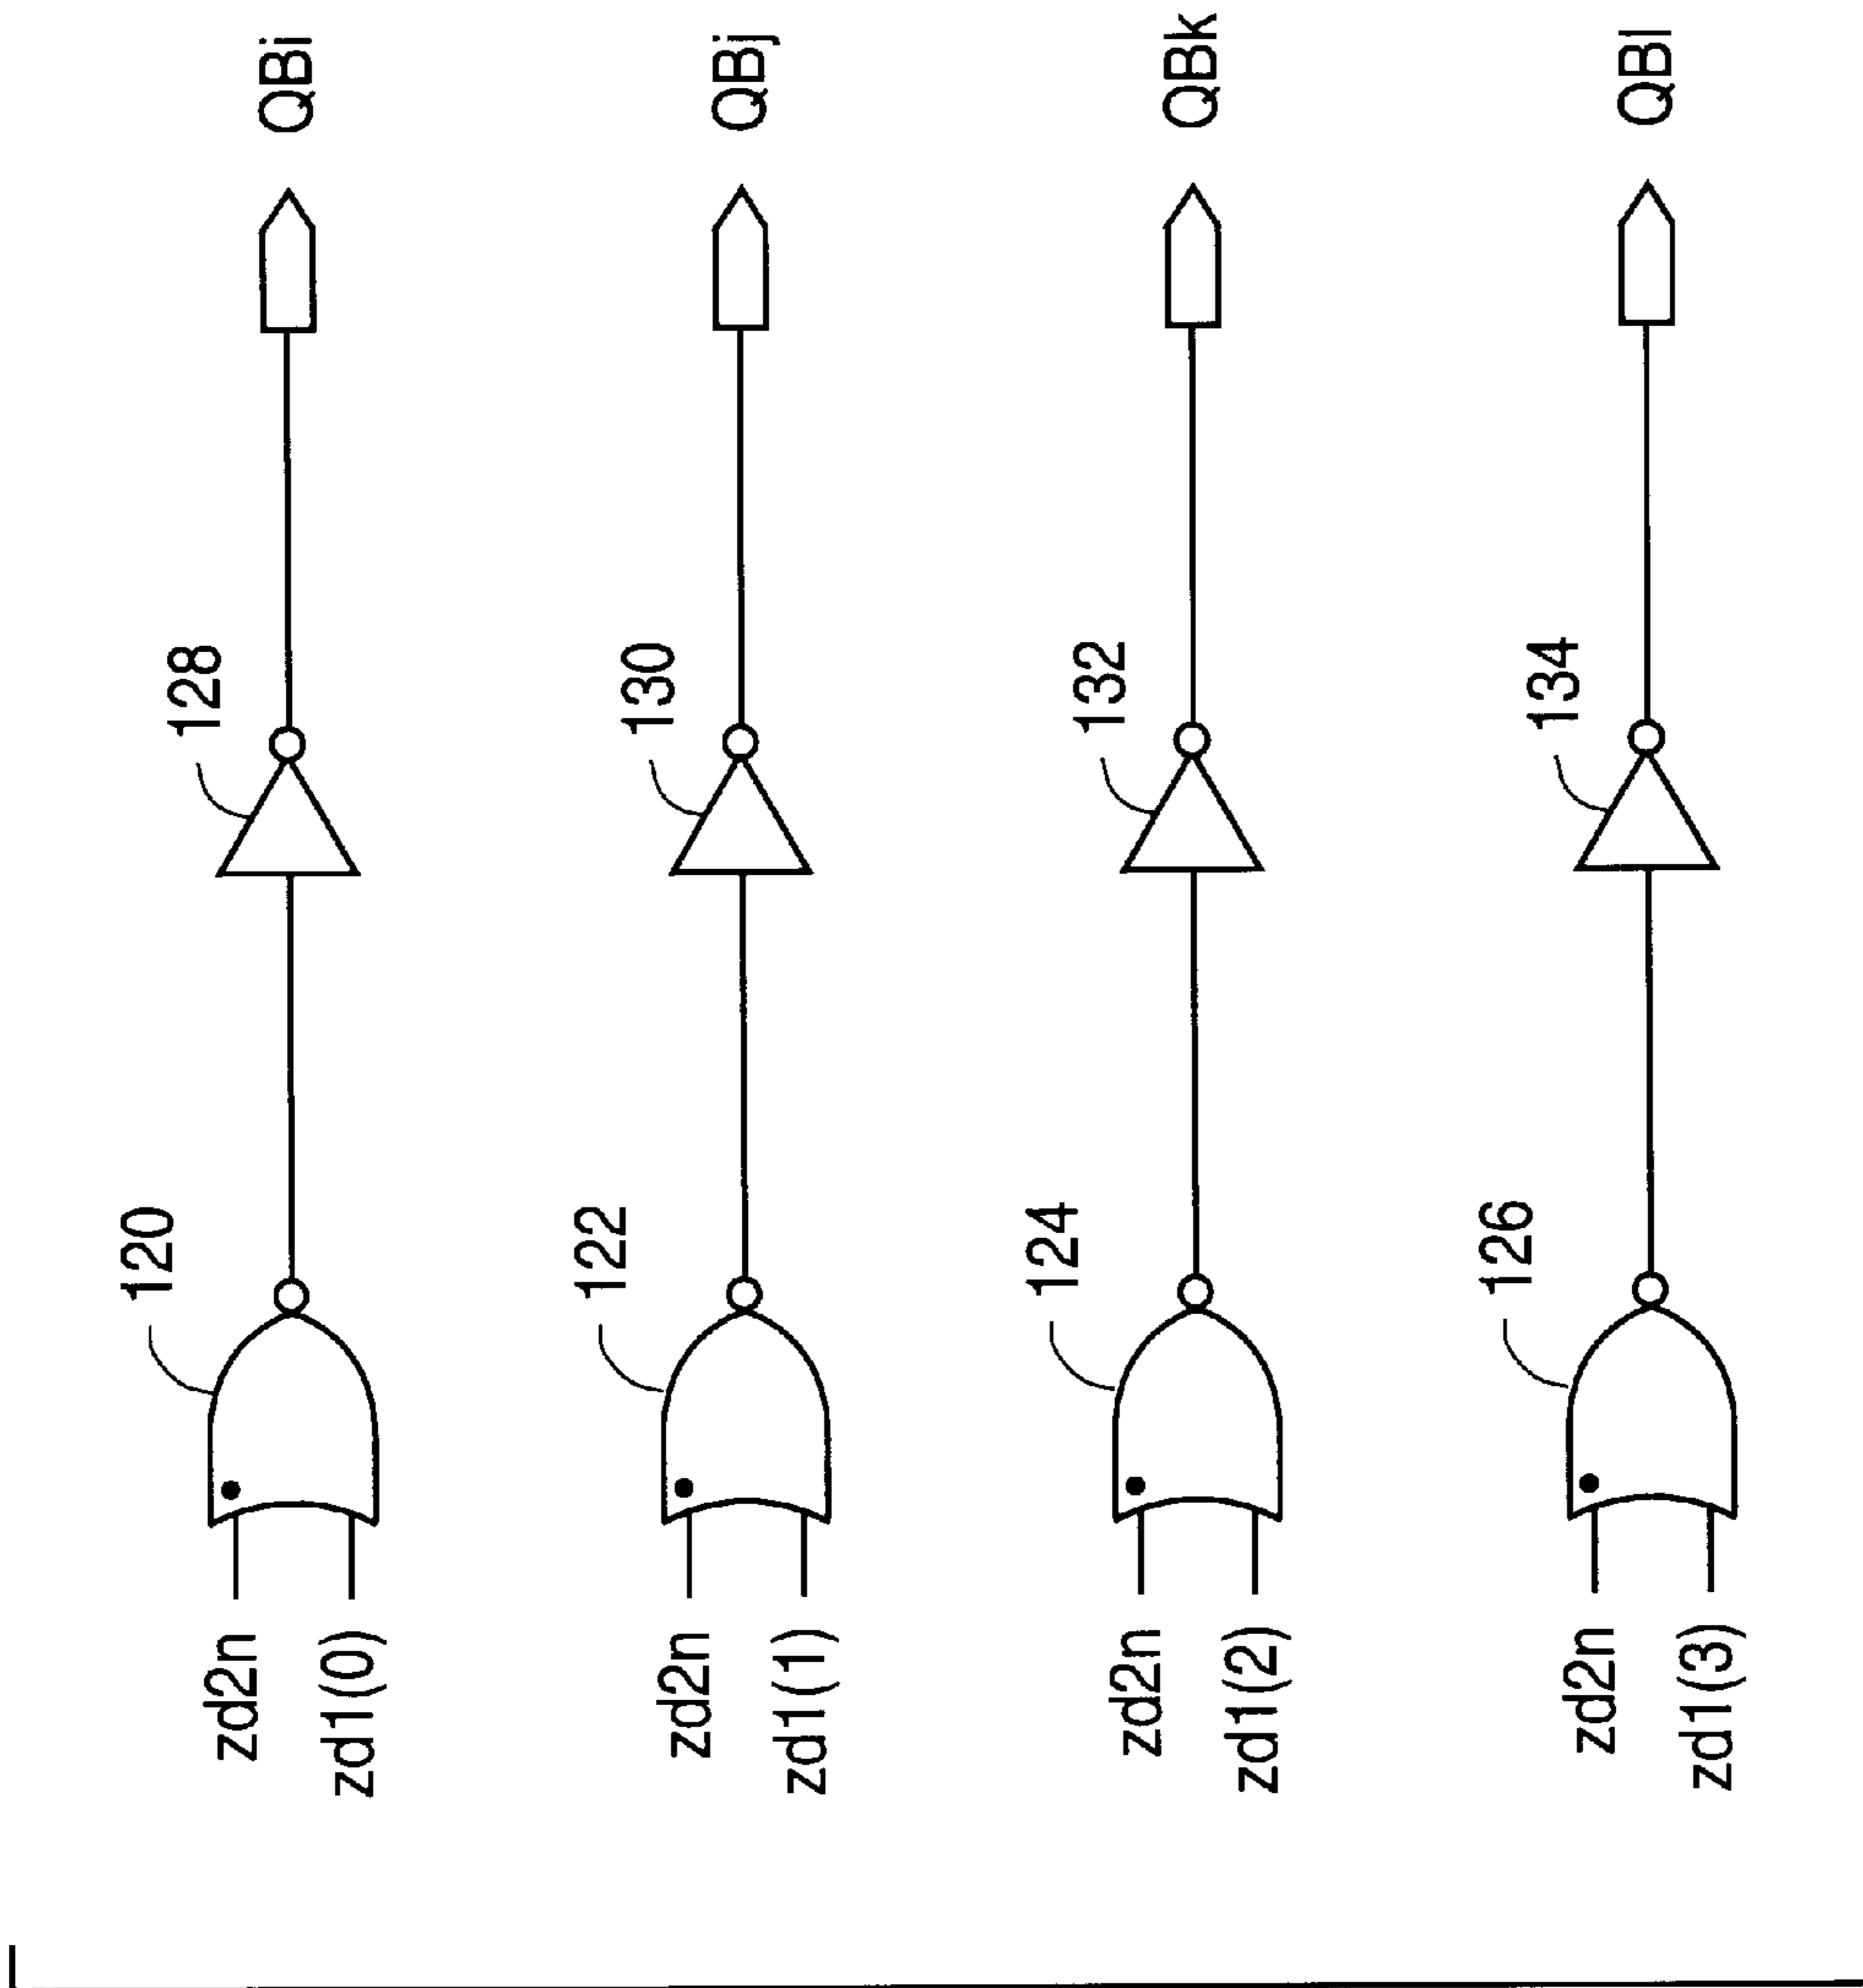 120
128
zd2n
QBi
zd1(0)
122
130
zd2n
QBj
zd1(1)
124
132
zd2n
QBk
zd1(2)
126
134
zd2n
QBl
zd1(3)